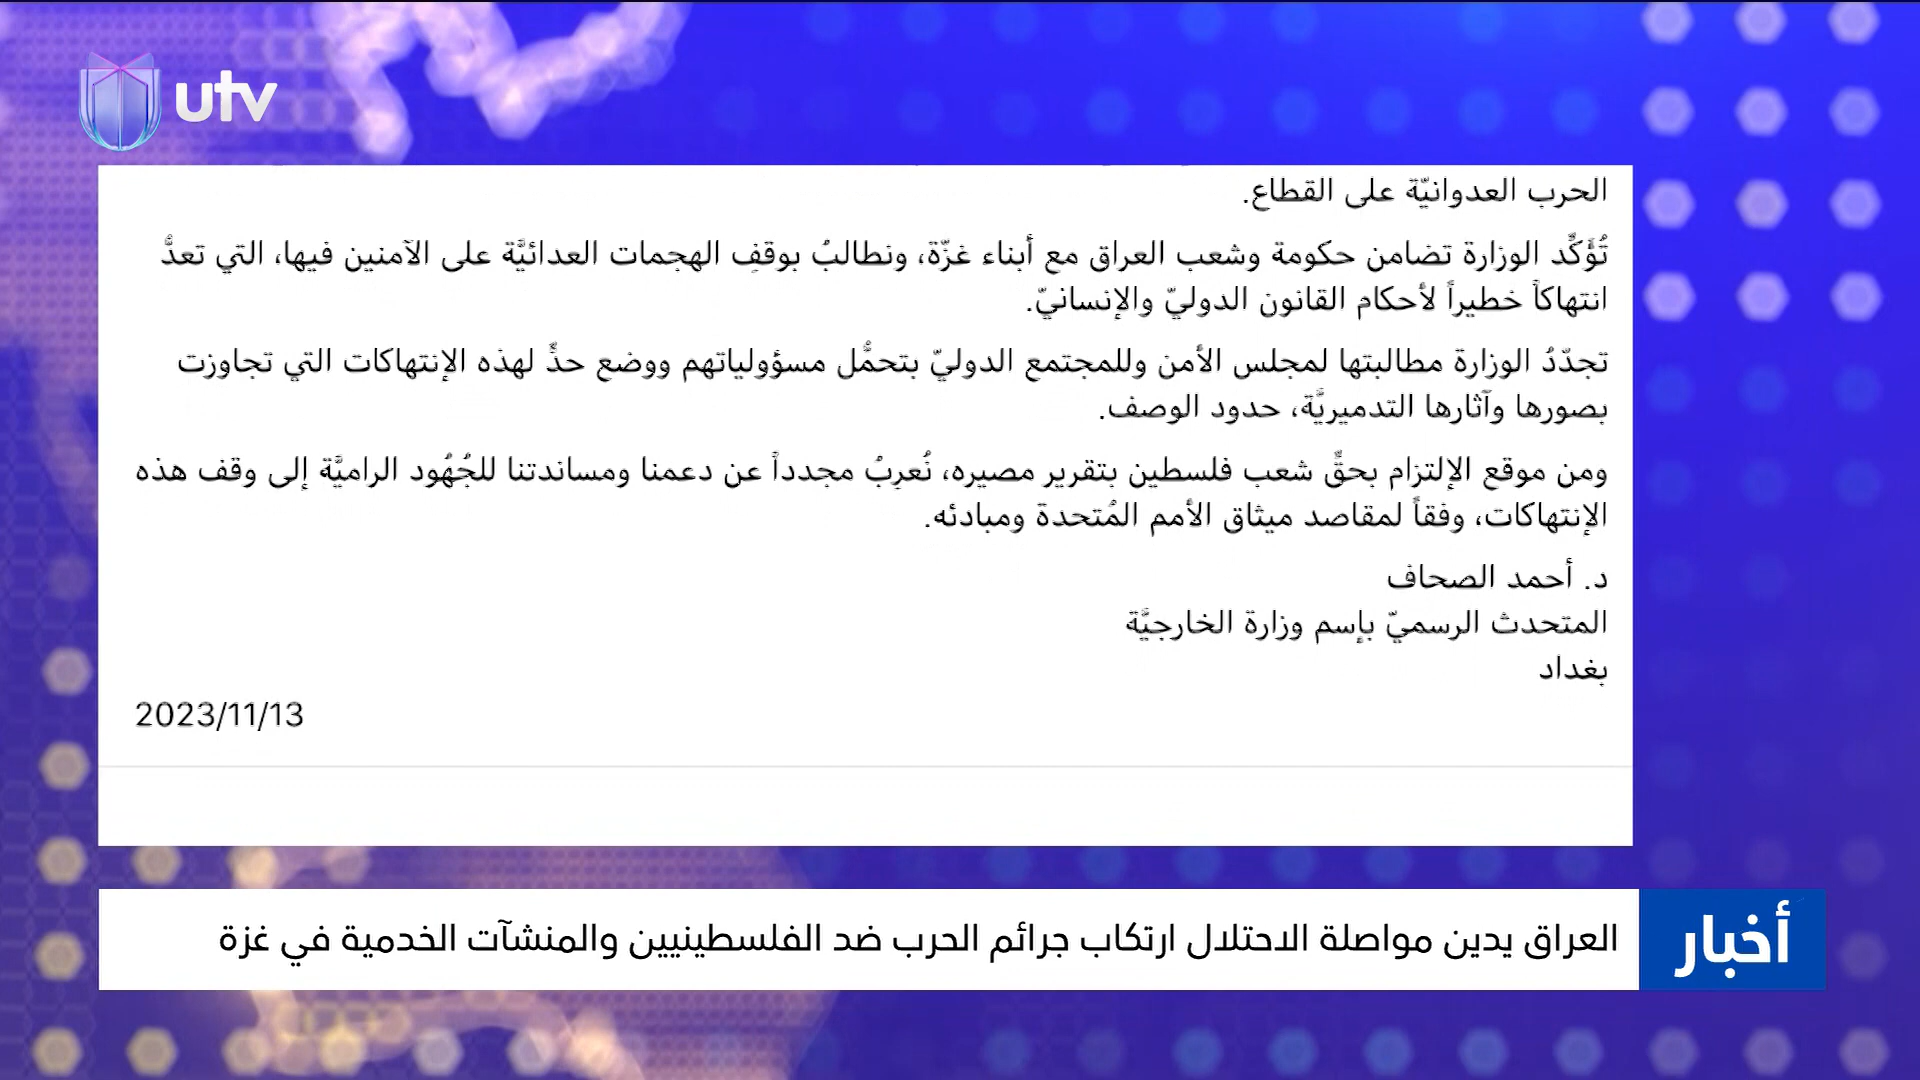 utv
الحرب العدوانيّة على القطاع.
تُؤَكِّد الوزارة تضامن حكومة وشعب العراق مع أبناء غزّة، ونطالبُ بوقفِ الهجمات العدائيَّة على الآمنين فيها، التي تعدُّ
انتهاكاً خطيراً لأحكام القانون الدوليّ والإنسانيّ.
تجدّدُ الوزارة مطالبتها لمجلس الأمن وللمجتمع الدوليّ بتحمُّل مسؤولياتهم ووضع حذٍّ لهذه الإنتهاكات التي تجاوزت
بصورها وآثارها التدميريَّة، حدود الوصف.
ومن موقع الإلتزام بحقِّ شعب فلسطين بتقرير مصيره، نُعرِبُ مجدداً عن دعمنا ومساندتنا للجُهُود الراميَّة إلى وقف هذه
الإنتهاكات، وفقاً لمقاصد ميثاق الأمم المُتحدة ومبادئه.
د. أحمد الصحاف
المتحدث الرسميّ بإسم وزارة الخارجيَّة
بغداد
2023/11/13
أخبار
العراق يدين مواصلة الاحتلال ارتكاب جرائم الحرب ضد الفلسطينيين والمنشآت الخدمية في غزة